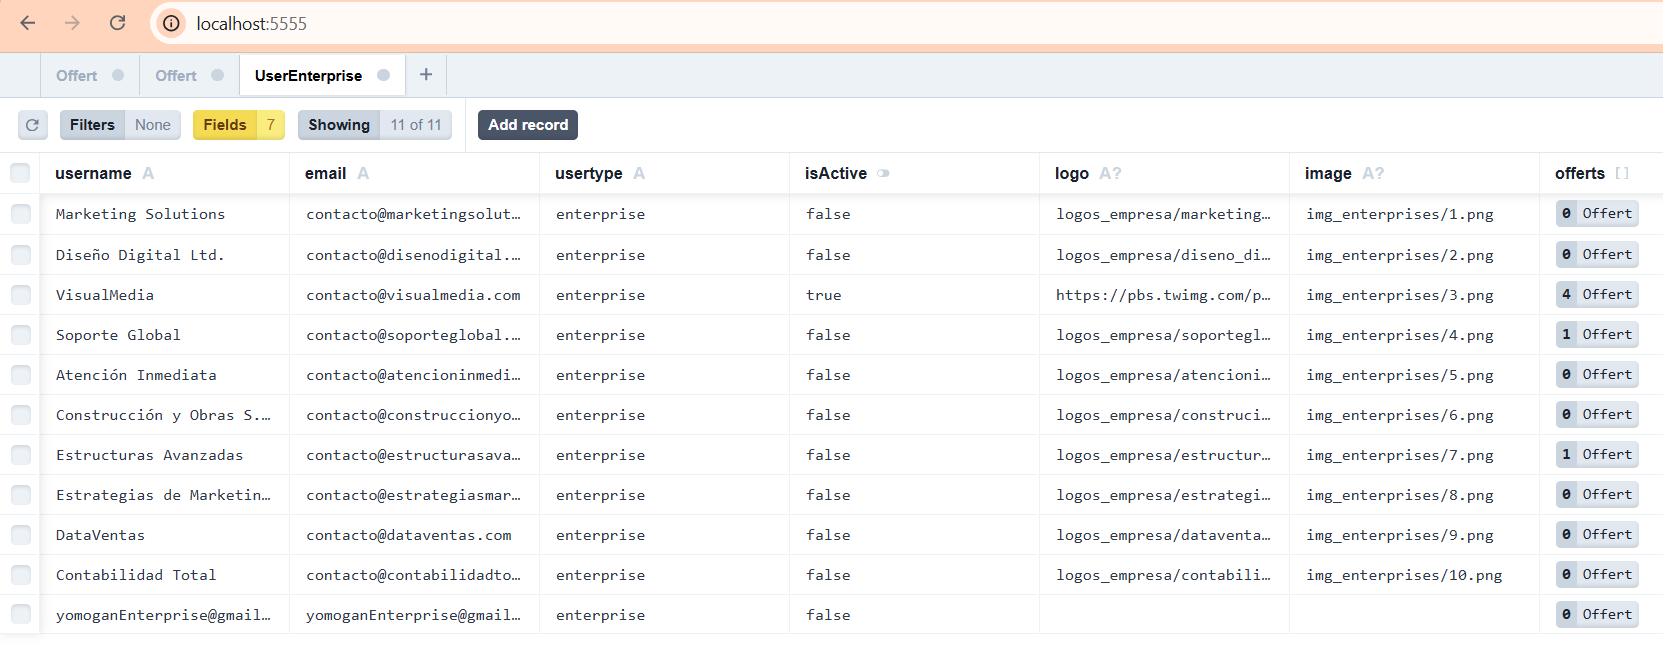 localhost:5555
Offert Offert UserEnterprise +
Filters None Fields 7 Showing 11 of 11 Add record
username A email A usertype A isActive logo A? image A? offerts []
Marketing Solutions contacto@marketingsolut… enterprise false logos_empresa/marketing… img_enterprises/1.png 0 Offert
Diseño Digital Ltd. contacto@disenodigital.… enterprise false logos_empresa/diseno_di… img_enterprises/2.png 0 Offert
VisualMedia contacto@visualmedia.com enterprise true https://pbs.twimg.com/p… img_enterprises/3.png 4 Offert
Soporte Global contacto@soporteglobal.… enterprise false logos_empresa/soportegl… img_enterprises/4.png 1 Offert
Atención Inmediata contacto@atencioninmedi… enterprise false logos_empresa/atencioni… img_enterprises/5.png 0 Offert
Construcción y Obras S.… contacto@construccionyo… enterprise false logos_empresa/construci… img_enterprises/6.png 0 Offert
Estructuras Avanzadas contacto@estructurasava… enterprise false logos_empresa/estructur… img_enterprises/7.png 1 Offert
Estrategias de Marketin… contacto@estrategiasmar… enterprise false logos_empresa/estrategi… img_enterprises/8.png 0 Offert
DataVentas contacto@dataventas.com enterprise false logos_empresa/dataventa… img_enterprises/9.png 0 Offert
Contabilidad Total contacto@contabilidadto… enterprise false logos_empresa/contabili… img_enterprises/10.png 0 Offert
yomoganEnterprise@gmail… yomoganEnterprise@gmail… enterprise false 0 Offert